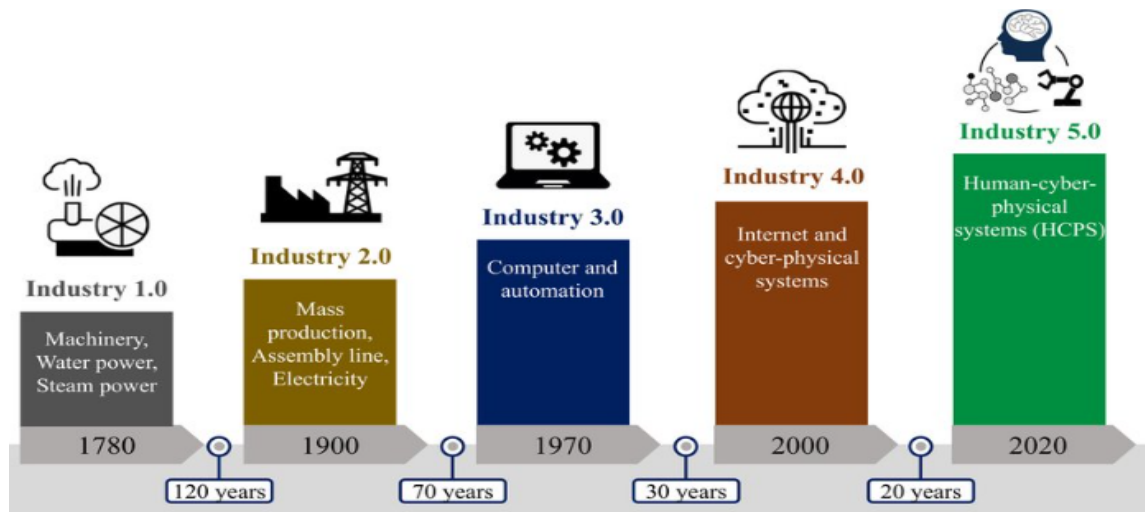 Industry 1.0
Machinery,
Water power,
Steam power
1780
120 years
Industry 2.0
Mass
production,
Assembly line,
Electricity
1900
70 years
Industry 3.0
Computer and
automation
1970
30 years
Industry 4.0
Internet and
cyber-physical
systems
2000
20 years
Industry 5.0
Human-cyber-
physical
systems (HCPS)
2020